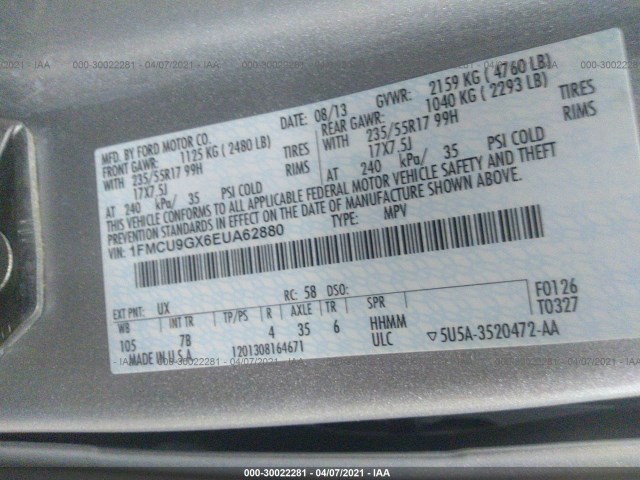 000-30022281 - 04/07/2021 - IAA
MFD. BY FORD MOTOR CO.
DATE: 08/13
GVWR: 2159 KG ( 4760 LB)
FRONT GAWR: 1125 KG ( 2480 LB)
REAR GAWR: 1040 KG ( 2293 LB)
WITH 235/55R17 99H TIRES
WITH 235/55R17 99H TIRES
17X7.5J RIMS
17X7.5J RIMS
AT 240 kPa/ 35 PSI COLD
AT 240 kPa/ 35 PSI COLD
THIS VEHICLE CONFORMS TO ALL APPLICABLE FEDERAL MOTOR VEHICLE SAFETY AND THEFT
PREVENTION STANDARDS IN EFFECT ON THE DATE OF MANUFACTURE SHOWN ABOVE.
VIN: 1FMCU9GX6EUA62880
TYPE: MPV
EXT PNT: UX RC: 58 DSO:
F0126
T0327
WB INT TR TP/PS R AXLE TR SPR
105 7B 4 35 6 HHMM
ULC
5U5A-3520472-AA
MADE IN U.S.A. 1201308164671
000-30022281 - 04/07/2021 - IAA